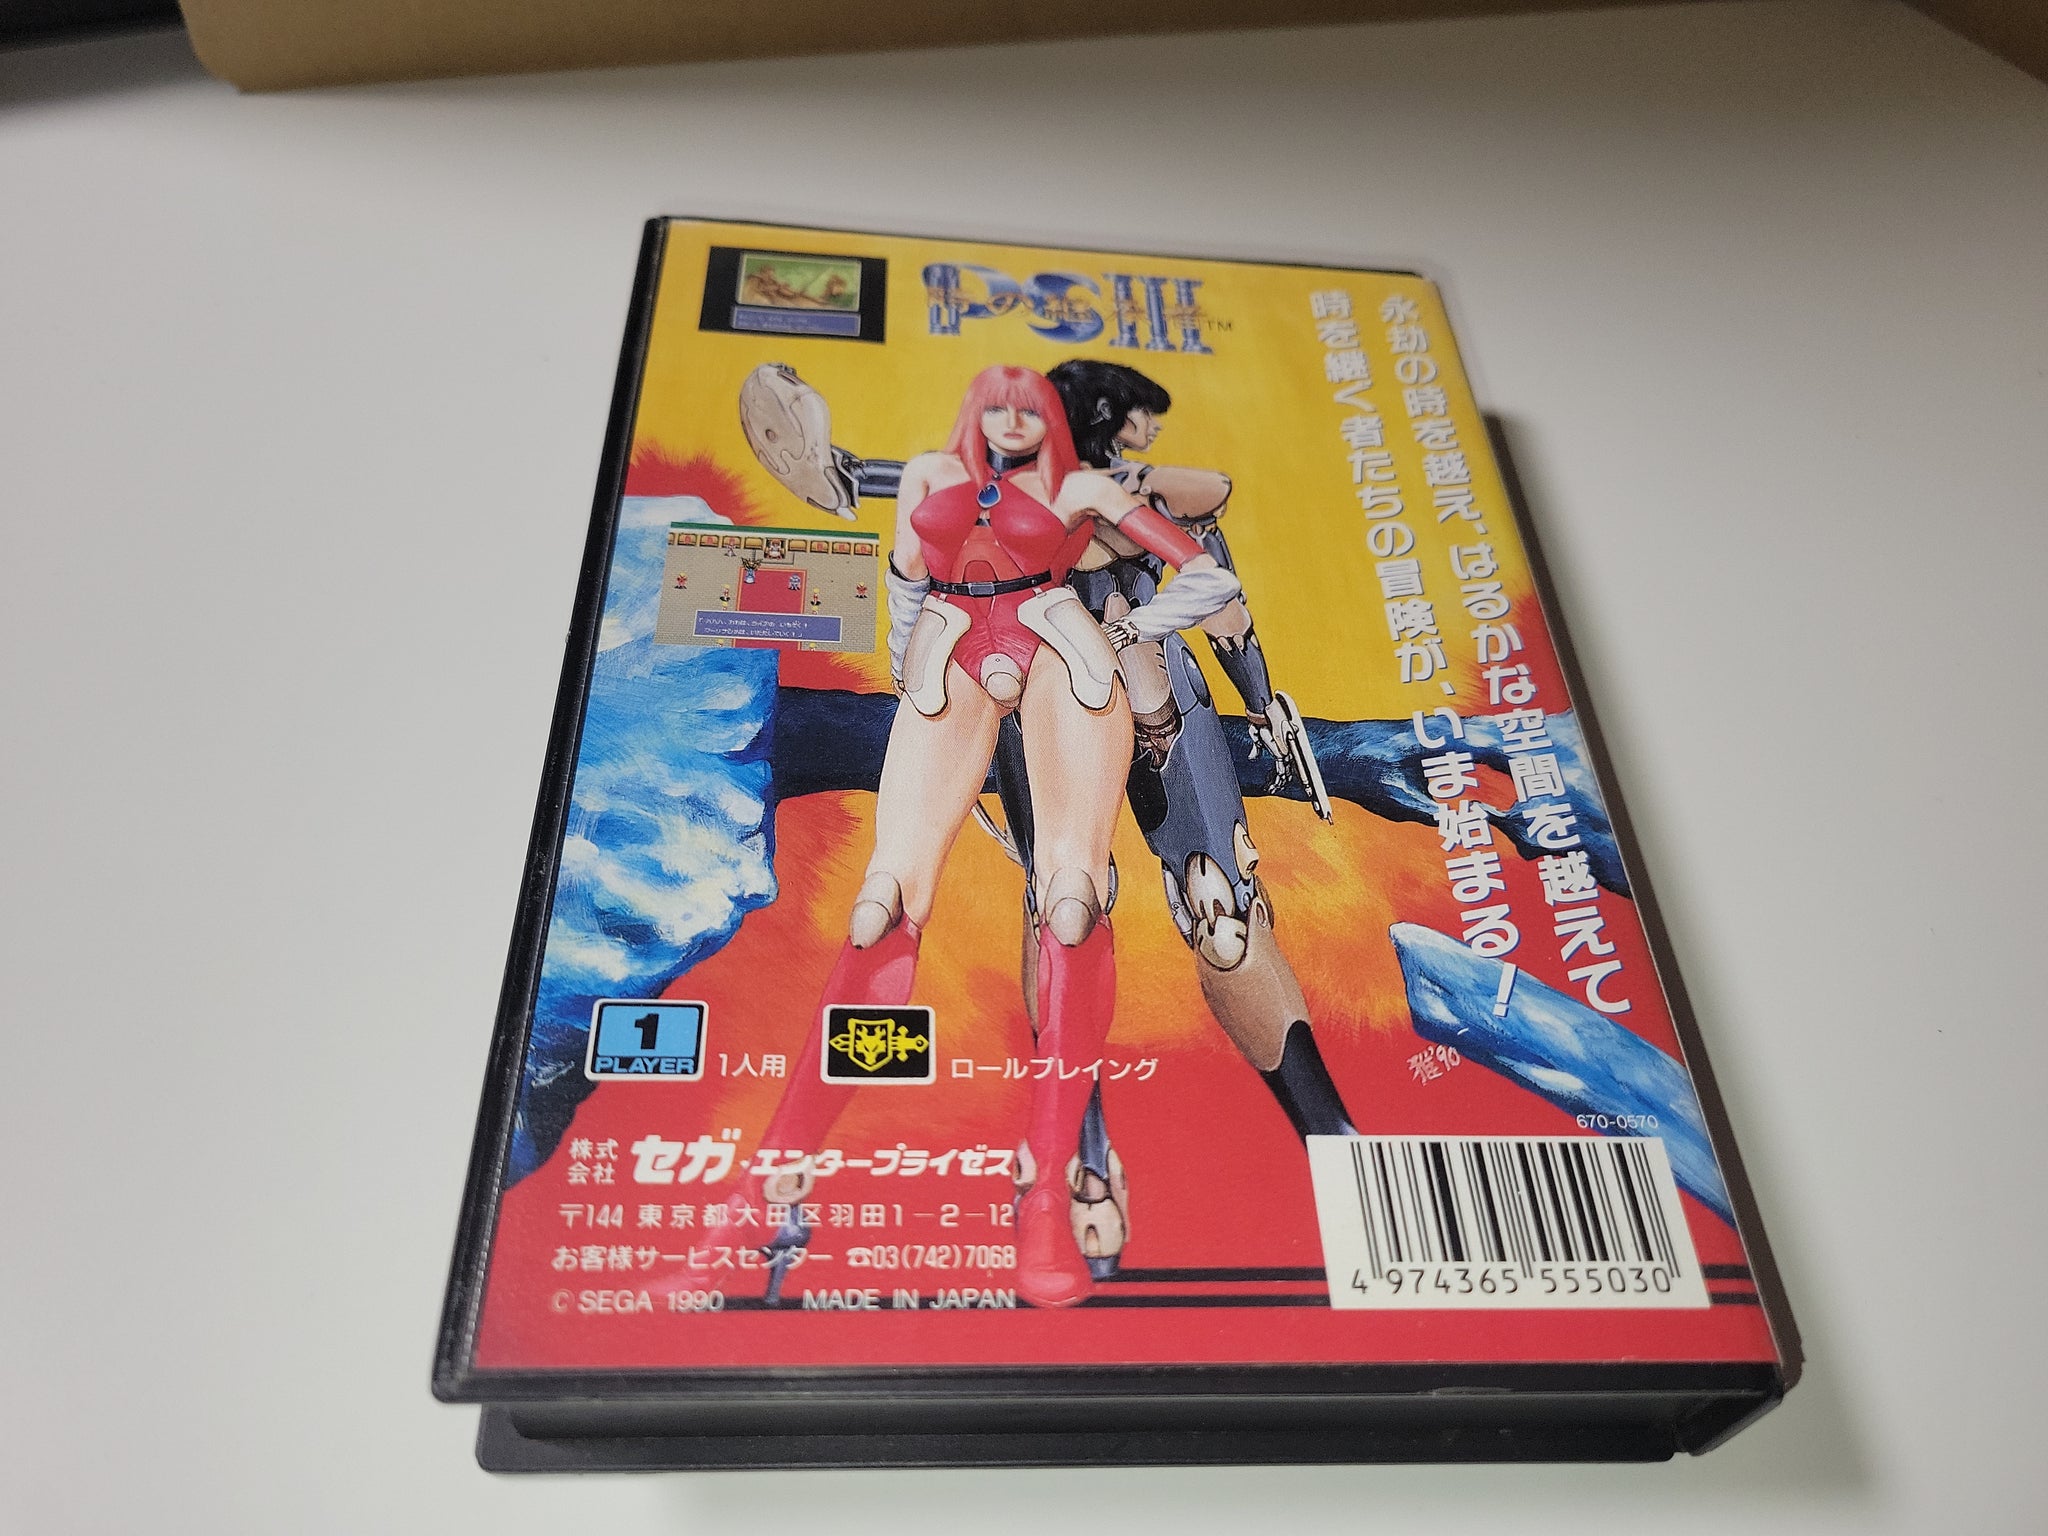 PSIII
時の継承者™
永劫の時を越え、はるかな空間を越えて
時を継ぐ者たちの冒険が、いま始まる!
1
PLAYER
1人用
ロールプレイング
雅'90
670-0570
株式会社 セガ・エンタープライゼス
〒144 東京都大田区羽田1-2-12
お客様サービスセンター ☎03(742)7068
© SEGA 1990 MADE IN JAPAN
4 974365 555030